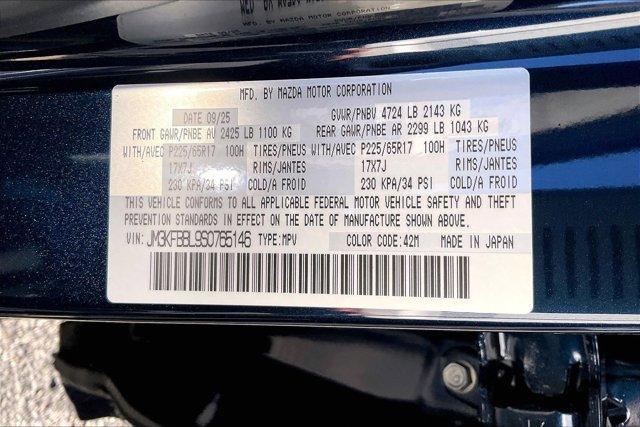 MFD. BY MAZDA MOTOR CORPORATION
DATE 09/25 GVWR/PNBV 4724 LB 2143 KG
FRONT GAWR/PNBE AV 2425 LB 1100 KG REAR GAWR/PNBE AR 2299 LB 1043 KG
WITH/AVEC P225/65R17 100H TIRES/PNEUS WITH/AVEC P225/65R17 100H TIRES/PNEUS
17X7J RIMS/JANTES 17X7J RIMS/JANTES
230 KPA/34 PSI COLD/A FROID 230 KPA/34 PSI COLD/A FROID
THIS VEHICLE CONFORMS TO ALL APPLICABLE FEDERAL MOTOR VEHICLE SAFETY AND THEFT
PREVENTION STANDARDS IN EFFECT ON THE DATE OF MANUFACTURE SHOWN ABOVE.
VIN: JM3KFBBL9S0765146 TYPE:MPV COLOR CODE:42M MADE IN JAPAN